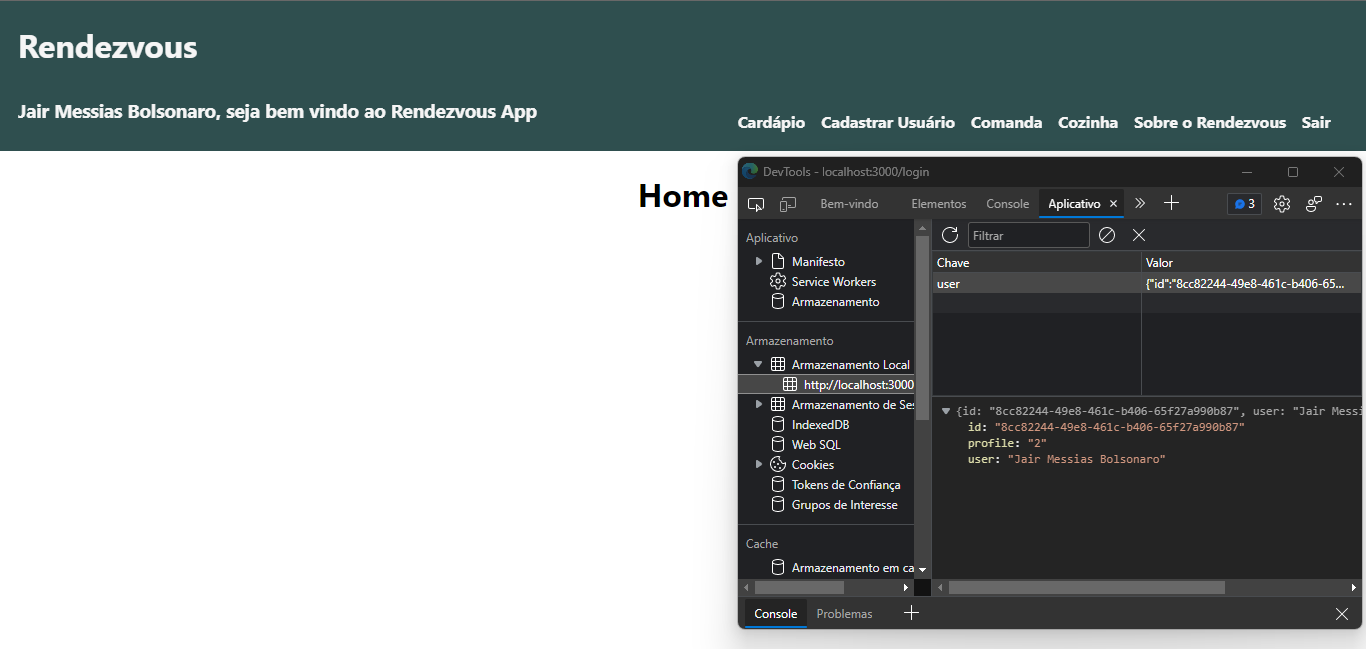 Rendezvous
Jair Messias Bolsonaro, seja bem vindo ao Rendezvous App
Cardápio Cadastrar Usuário Comanda Cozinha Sobre o Rendezvous Sair
Home
DevTools - localhost:3000/login
Bem-vindo Elementos Console Aplicativo 3
Aplicativo
Manifesto
Service Workers
Armazenamento
Armazenamento
Armazenamento Local
http://localhost:3000
Armazenamento de Ses
IndexedDB
Web SQL
Cookies
Tokens de Confiança
Grupos de Interesse
Cache
Armazenamento em ca
Filtrar
Chave Valor
user {"id":"8cc82244-49e8-461c-b406-65...
{id: "8cc82244-49e8-461c-b406-65f27a990b87", user: "Jair Messi
id: "8cc82244-49e8-461c-b406-65f27a990b87"
profile: "2"
user: "Jair Messias Bolsonaro"
Console Problemas